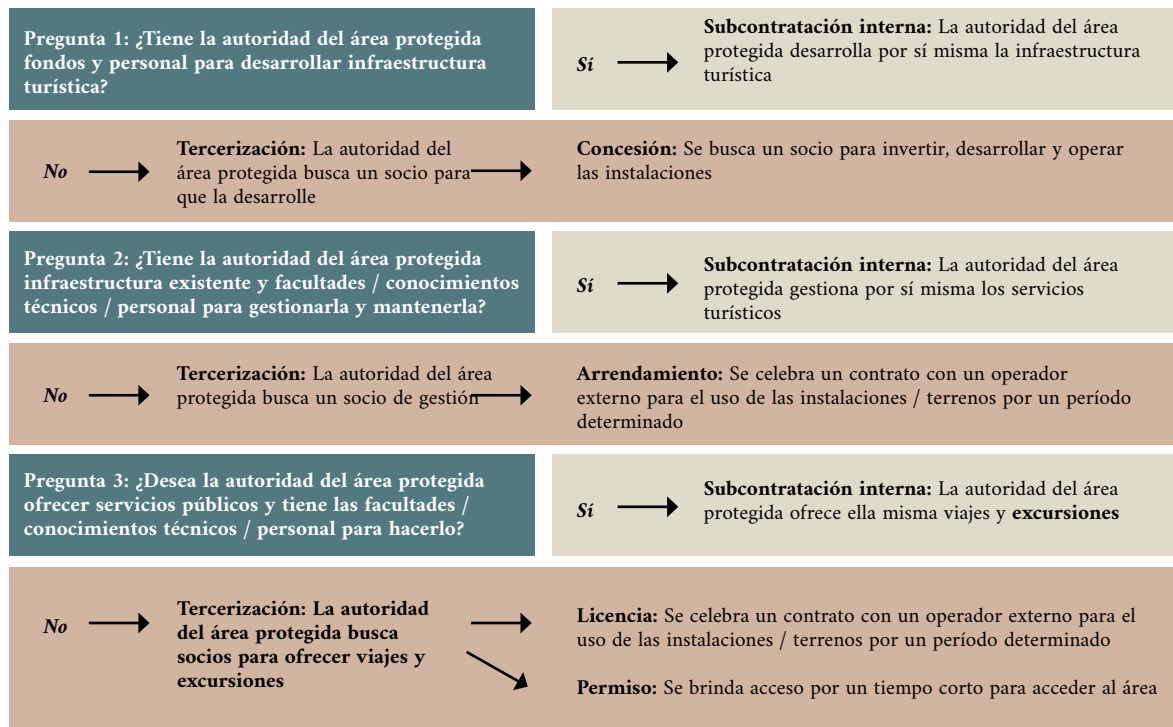 Pregunta 1: ¿Tiene la autoridad del área protegida
fondos y personal para desarrollar infraestructura
turística?
Sí
Subcontratación interna: La autoridad del área
protegida desarrolla por sí misma la infraestructura
turística
No
Tercerización: La autoridad del
área protegida busca un socio para
que la desarrolle
Concesión: Se busca un socio para invertir, desarrollar y operar
las instalaciones
Pregunta 2: ¿Tiene la autoridad del área protegida
infraestructura existente y facultades / conocimientos
técnicos / personal para gestionarla y mantenerla?
Sí
Subcontratación interna: La autoridad del área
protegida gestiona por sí misma los servicios
turísticos
No
Tercerización: La autoridad del área
protegida busca un socio de gestión
Arrendamiento: Se celebra un contrato con un operador
externo para el uso de las instalaciones / terrenos por un período
determinado
Pregunta 3: ¿Desea la autoridad del área protegida
ofrecer servicios públicos y tiene las facultades /
conocimientos técnicos / personal para hacerlo?
Sí
Subcontratación interna: La autoridad del área
protegida ofrece ella misma viajes y excursiones
No
Tercerización: La autoridad
del área protegida busca
socios para ofrecer viajes y
excursiones
Licencia: Se celebra un contrato con un operador externo para el
uso de las instalaciones / terrenos por un período determinado
Permiso: Se brinda acceso por un tiempo corto para acceder al área